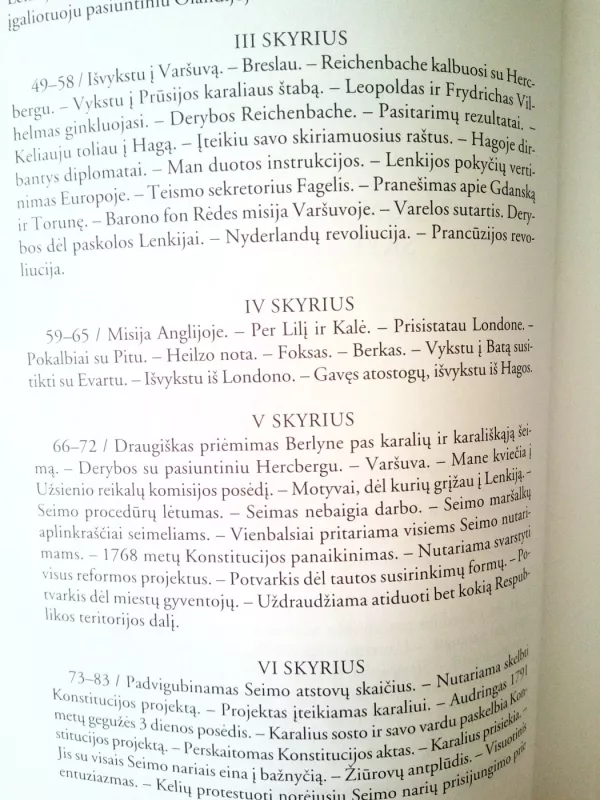 įgaliotuoju pasiuntiniu
III SKYRIUS
49–58 / Išvykstu į Varšuvą. – Breslau. – Reichenbache kalbuosi su Herc-
bergu. – Vykstu į Prūsijos karaliaus štabą. – Leopoldas ir Frydrichas Vil-
helmas ginkluojasi. – Derybos Reichenbache. – Pasitarimų rezultatai. –
Keliauju toliau į Hagą. – Įteikiu savo skiriamuosius raštus. – Hagoje dir-
bantys diplomatai. – Man duotos instrukcijos. – Lenkijos pokyčių verti-
nimas Europoje. – Teismo sekretorius Fagelis. – Pranešimas apie Gdanską
ir Torunę. – Barono fon Rėdes misija Varšuvoje. – Varelos sutartis. Dery-
bos dėl paskolos Lenkijai. – Nyderlandų revoliucija. – Prancūzijos revo-
liucija.
IV SKYRIUS
59–65 / Misija Anglijoje. – Per Lilį ir Kalė. – Prisistatau Londone. –
Pokalbiai su Pitu. – Heilzo nota. – Foksas. – Berkas. – Vykstu į Batą susi-
tikti su Evartu. – Išvykstu iš Londono. – Gavęs atostogų, išvykstu iš Hagos.
V SKYRIUS
66–72 / Draugiškas priėmimas Berlyne pas karalių ir karališkąją šei-
mą. – Derybos su pasiuntiniu Hercbergu. – Varšuva. – Mane kviečia į
Užsienio reikalų komisijos posėdį. – Motyvai, dėl kurių grįžau į Lenkiją. –
Seimo procedūrų lėtumas. – Seimas nebaigia darbo. – Seimo maršalkų
aplinkraščiai seimeliams. – Vienbalsiai pritariama visiems Seimo nutari-
mams. – 1768 metų Konstitucijos panaikinimas. – Nutariama svarstyti
visus reformos projektus. – Potvarkis dėl tautos susirinkimų formų. – Po-
tvarkis dėl miestų gyventojų. – Uždraudžiama atiduoti bet kokią Respub-
likos teritorijos dalį.
VI SKYRIUS
73–83 / Padvigubinamas Seimo atstovų skaičius. – Nutariama skelbti
Konstitucijos projektą. – Projektas įteikiamas karaliui. – Audringas 1791
metų gegužės 3 dienos posėdis. – Karalius sosto ir savo vardu paskelbia Kon-
stitucijos projektą. – Perskaitomas Konstitucijos aktas. – Karalius prisiekia. –
Jis su visais Seimo nariais eina į bažnyčią. – Žiūrovų antplūdis. – Visuotinis
entuziazmas. – Kelių protestuoti norėjusių Seimo narių prisijungimo prie